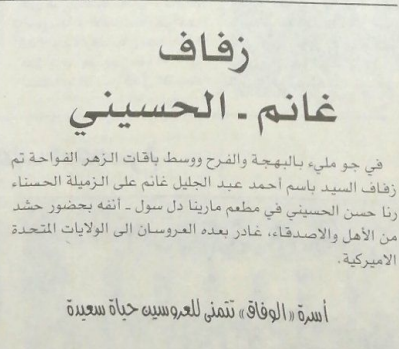 زفاف
غانم ـ الحسيني
في جو مليء بالبهجة والفرح ووسط باقات الزهر الفواحة تم
زفاف السيد باسم أحمد عبد الجليل غانم على الزميلة الحسناء
رنا حسن الحسيني في مطعم مارينا دل سول ـ أنفه بحضور حشد
من الأهل والاصدقاء، غادر بعده العروسان الى الولايات المتحدة
الاميركية.
أسرة «الوفاق» تتمنى للعروسين حياة سعيدة